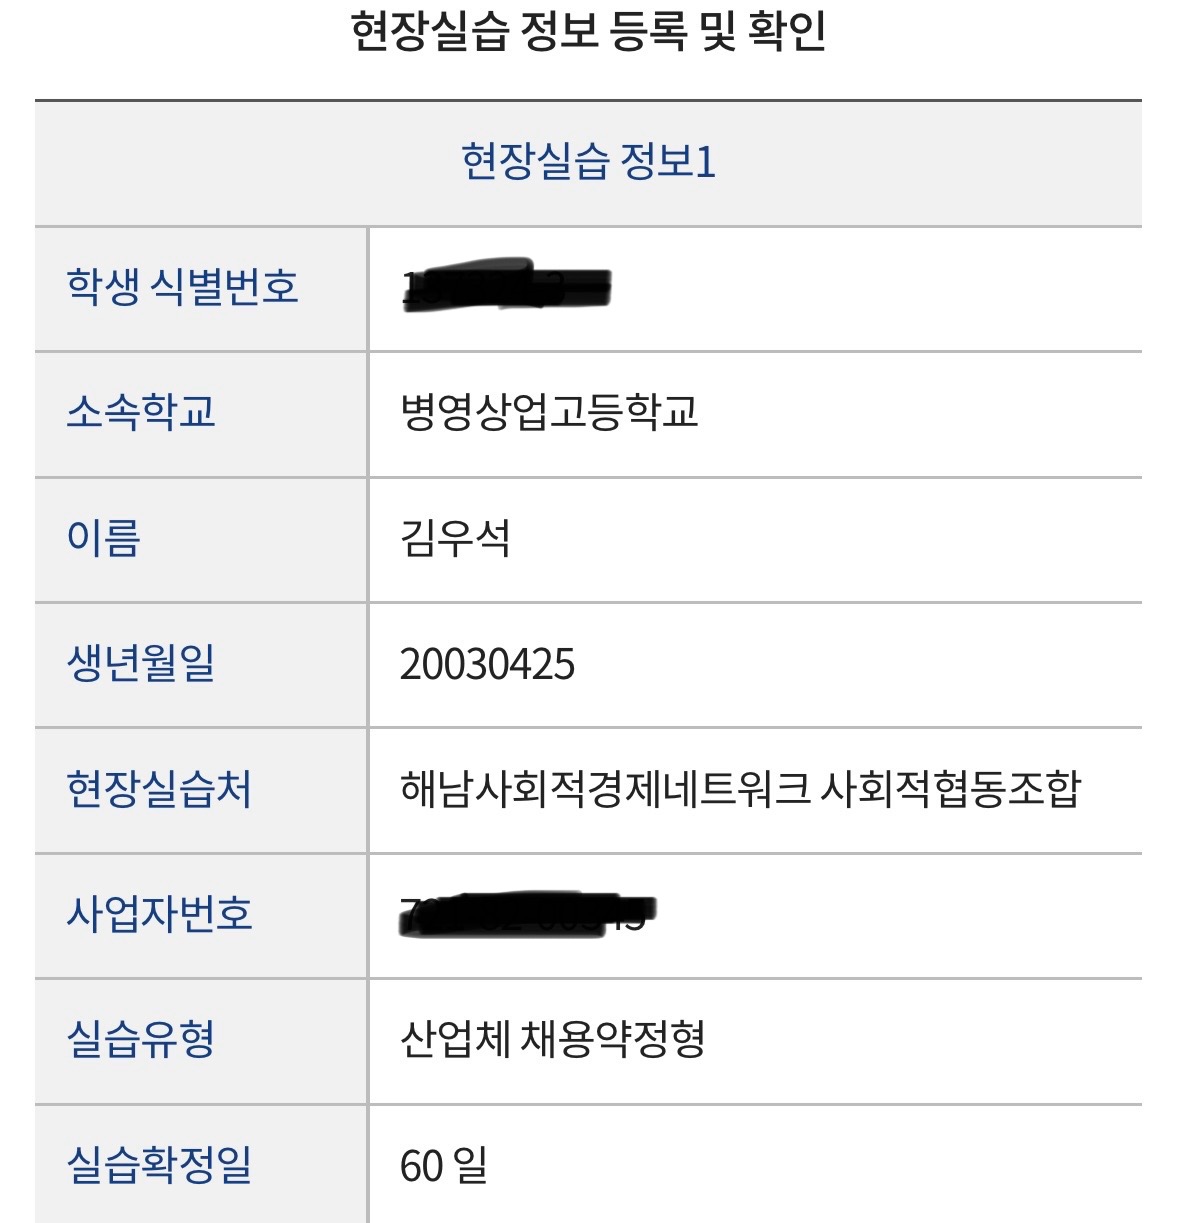 현장실습 정보 등록 및 확인
현장실습 정보1
학생 식별번호
소속학교 병영상업고등학교
이름 김우석
생년월일 20030425
현장실습처 해남사회적경제네트워크 사회적협동조합
사업자번호
실습유형 산업체 채용약정형
실습확정일 60 일